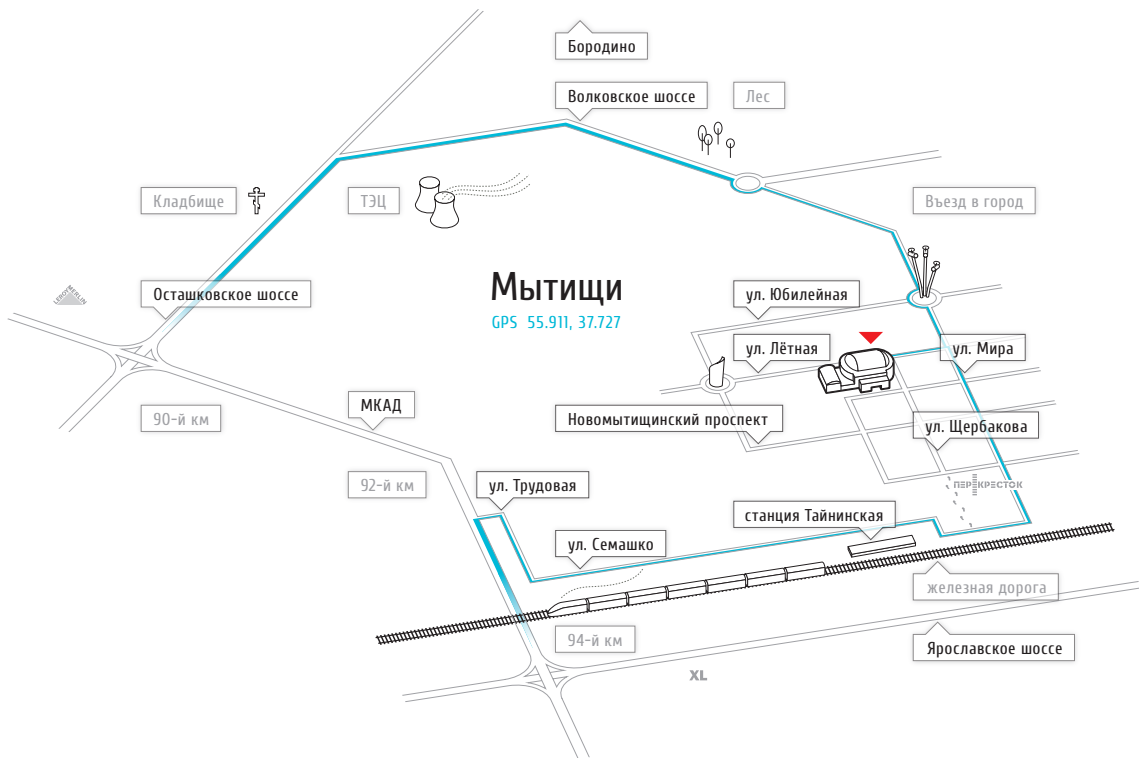 Бородино
Волковское шоссе
Лес
Кладбище
ТЭЦ
Въезд в город
LEROY MERLIN
Осташковское шоссе
Мытищи
GPS 55.911, 37.727
ул. Юбилейная
ул. Лётная
ул. Мира
90-й км
МКАД
Новомытищинский проспект
ул. Щербакова
92-й км
ул. Трудовая
ПЕРЕКРЕСТОК
станция Тайнинская
ул. Семашко
железная дорога
94-й км
Ярославское шоссе
XL